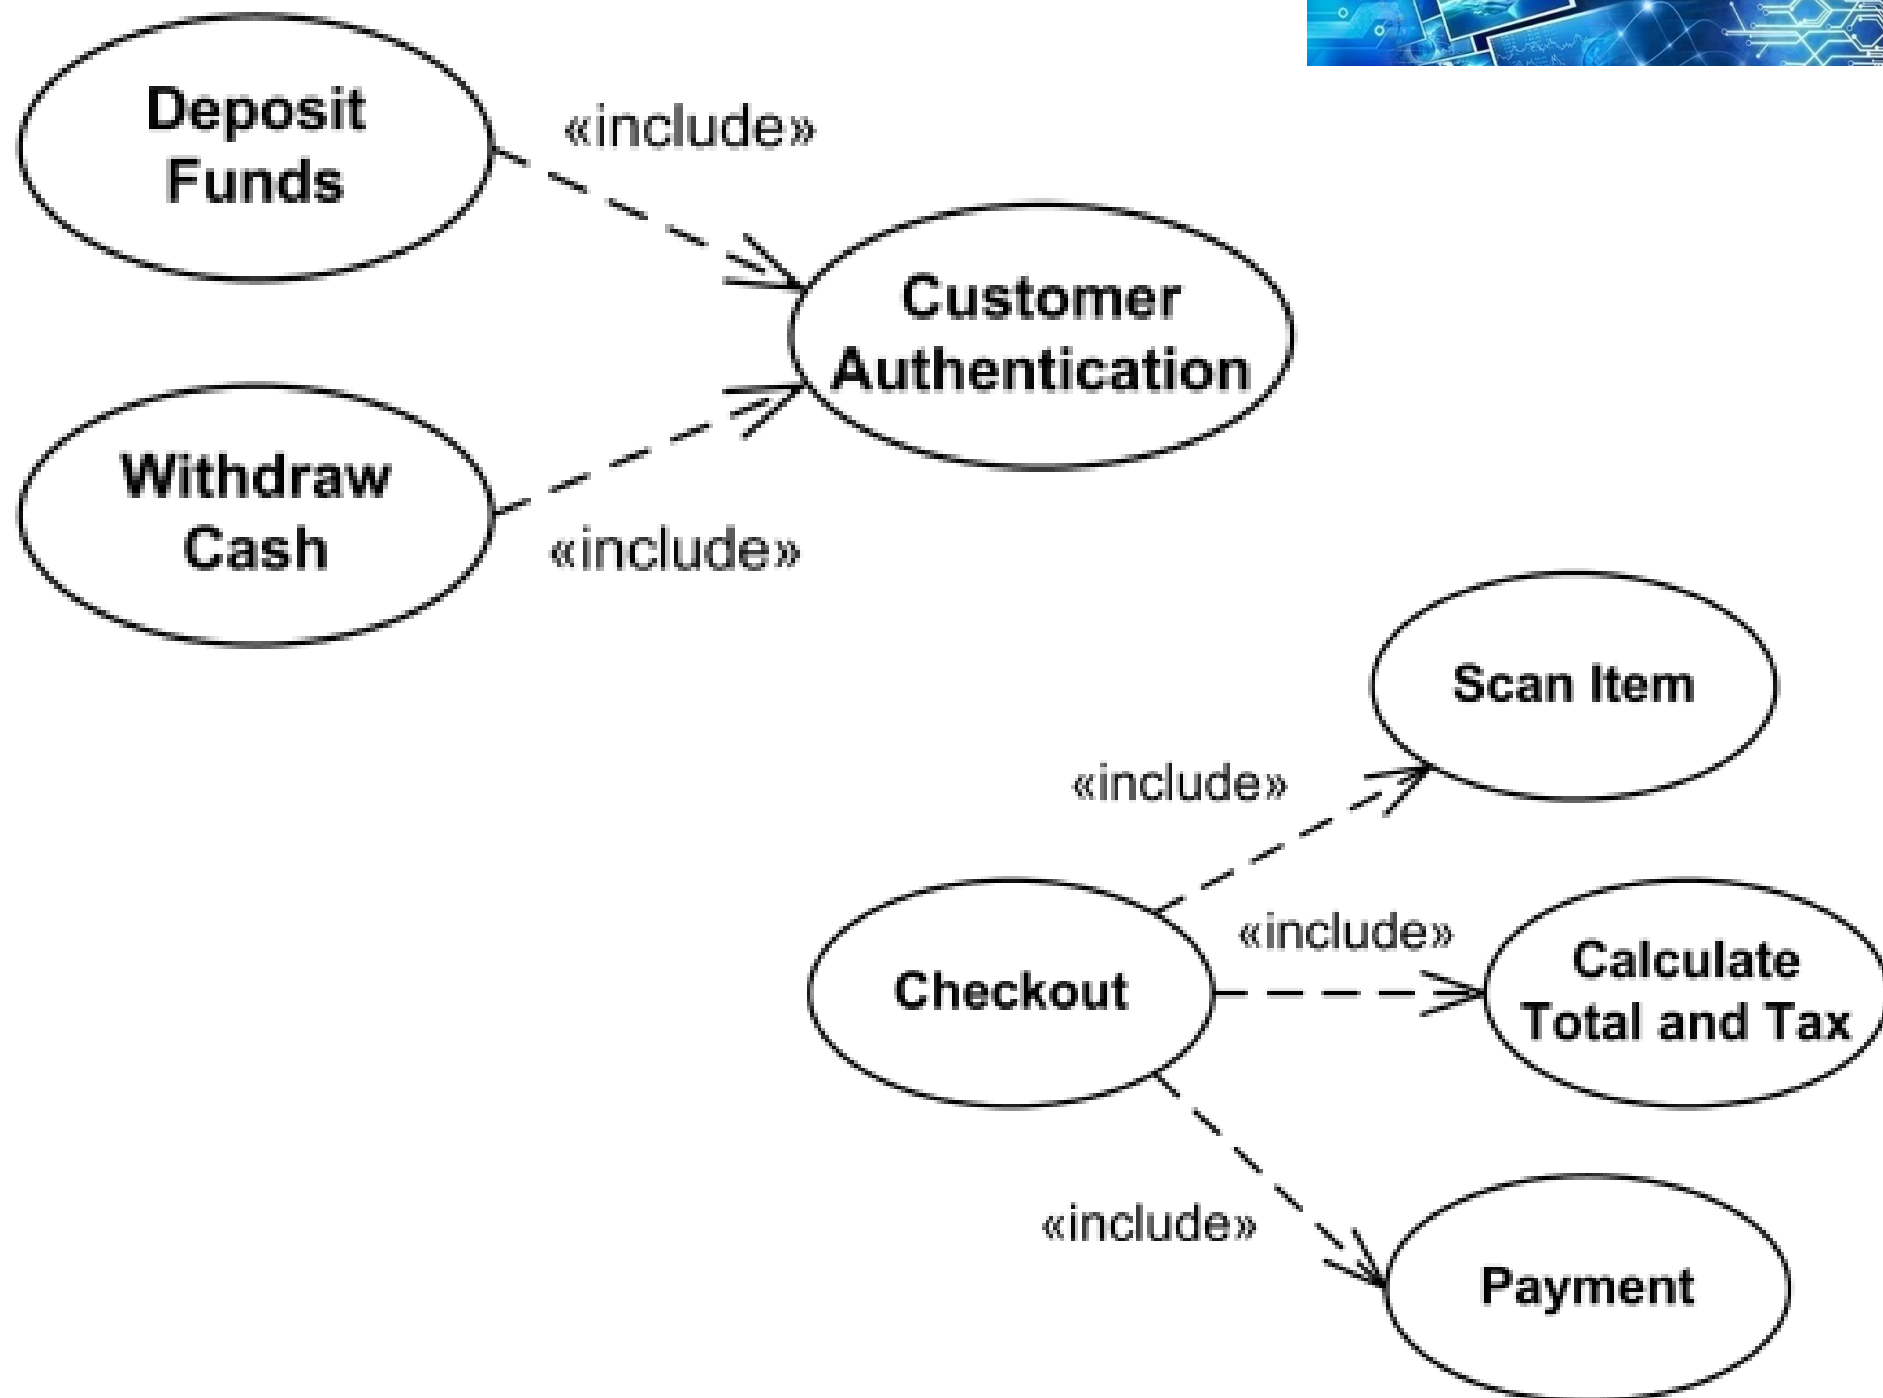 Deposit
Funds
«include»
Customer
Authentication
Withdraw
Cash
«include»
Scan Item
«include»
Checkout
«include»
Calculate
Total and Tax
«include»
Payment